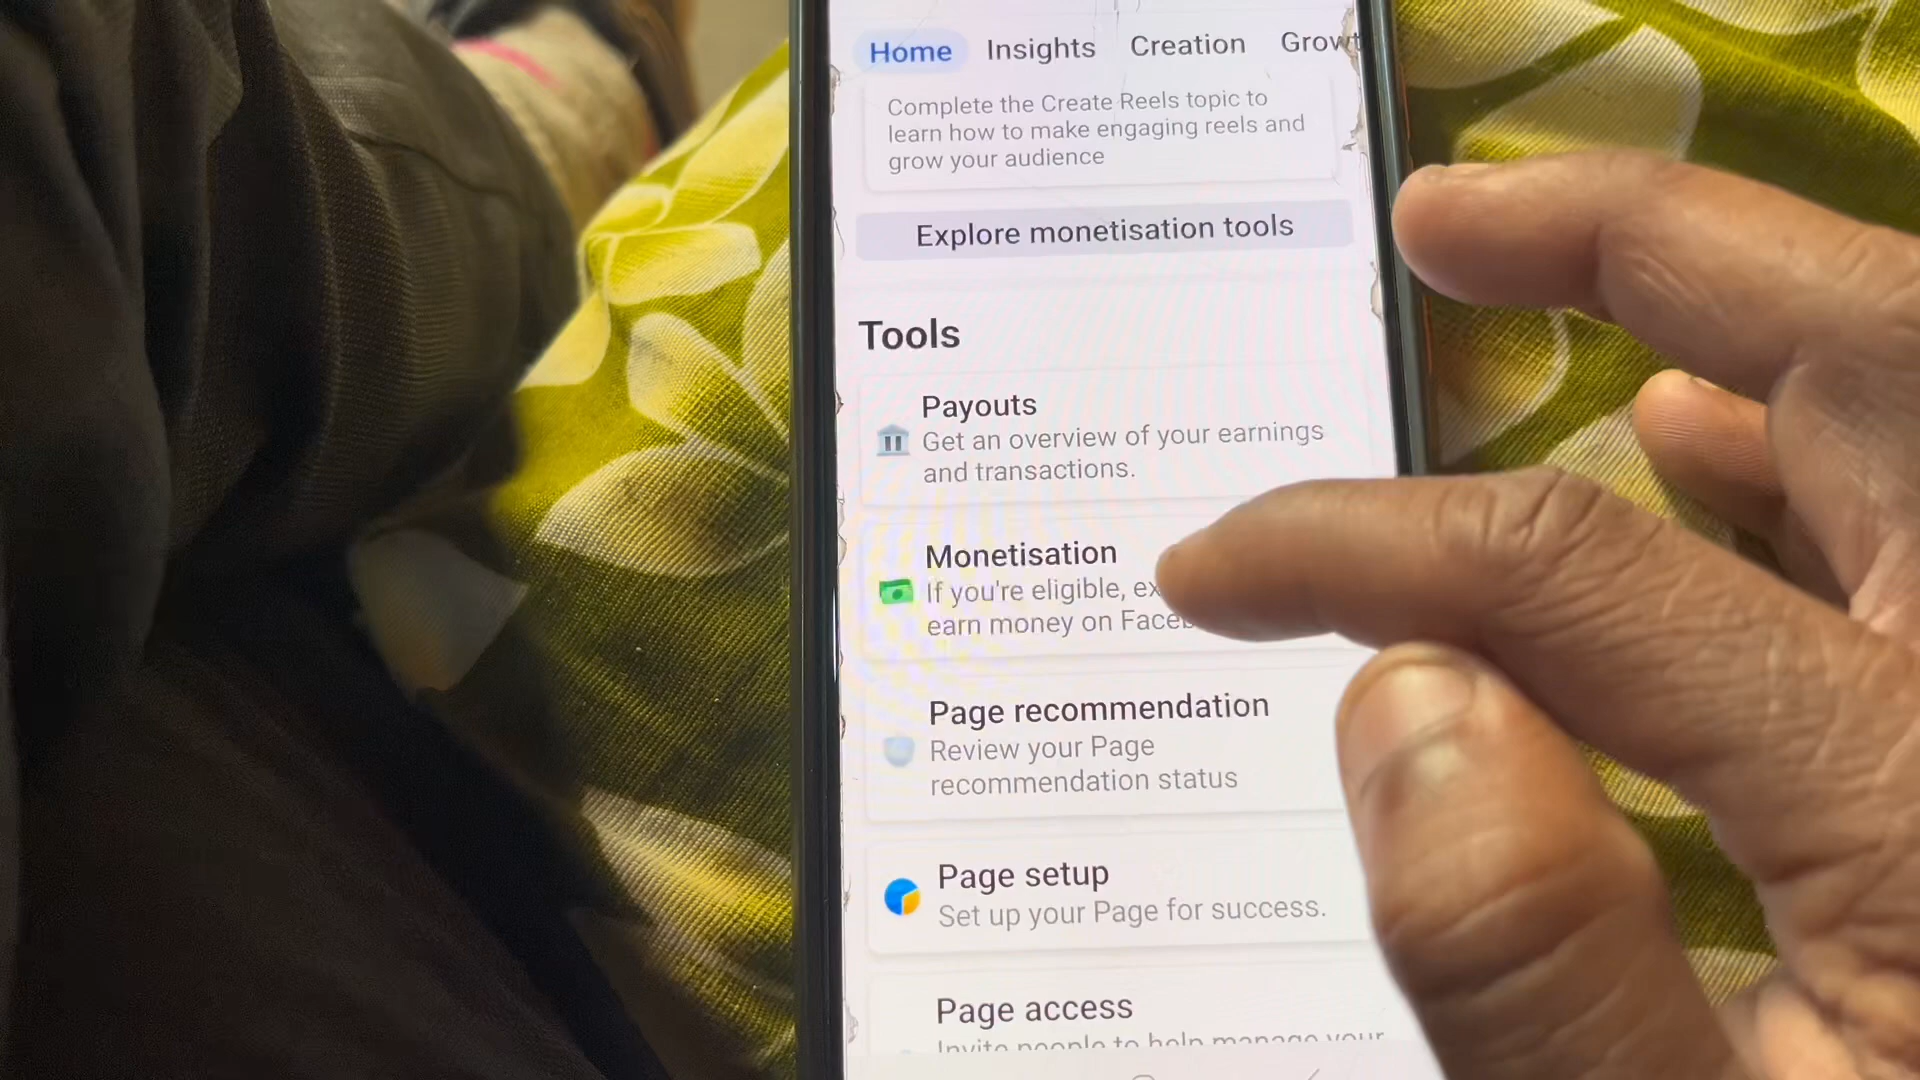 Home Insights Creation Growt
Complete the Create Reels topic to
learn how to make engaging reels and
grow your audience
Explore monetisation tools
Tools
Payouts
Get an overview of your earnings
and transactions.
Monetisation
If you're eligible, ex
earn money on Faceb
Page recommendation
Review your Page
recommendation status
Page setup
Set up your Page for success.
Page access
Invite people to help manage your